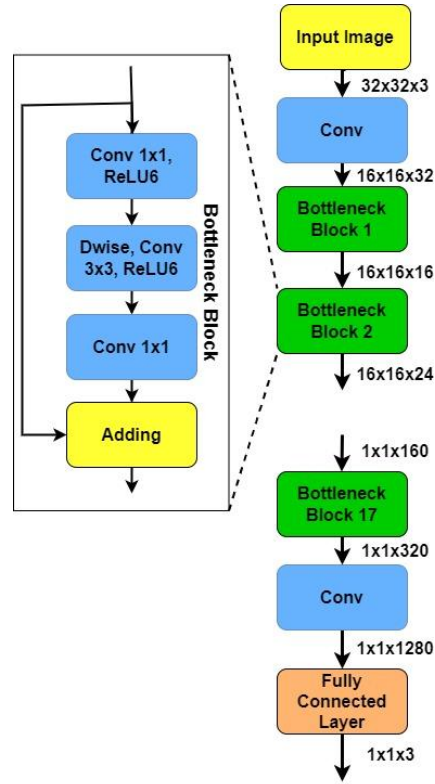 Conv 1x1,
ReLU6
Dwise, Conv
3x3, ReLU6
Conv 1x1
Adding
Bottleneck Block
Input Image
32x32x3
Conv
16x16x32
Bottleneck
Block 1
16x16x16
Bottleneck
Block 2
16x16x24
1x1x160
Bottleneck
Block 17
1x1x320
Conv
1x1x1280
Fully
Connected
Layer
1x1x3